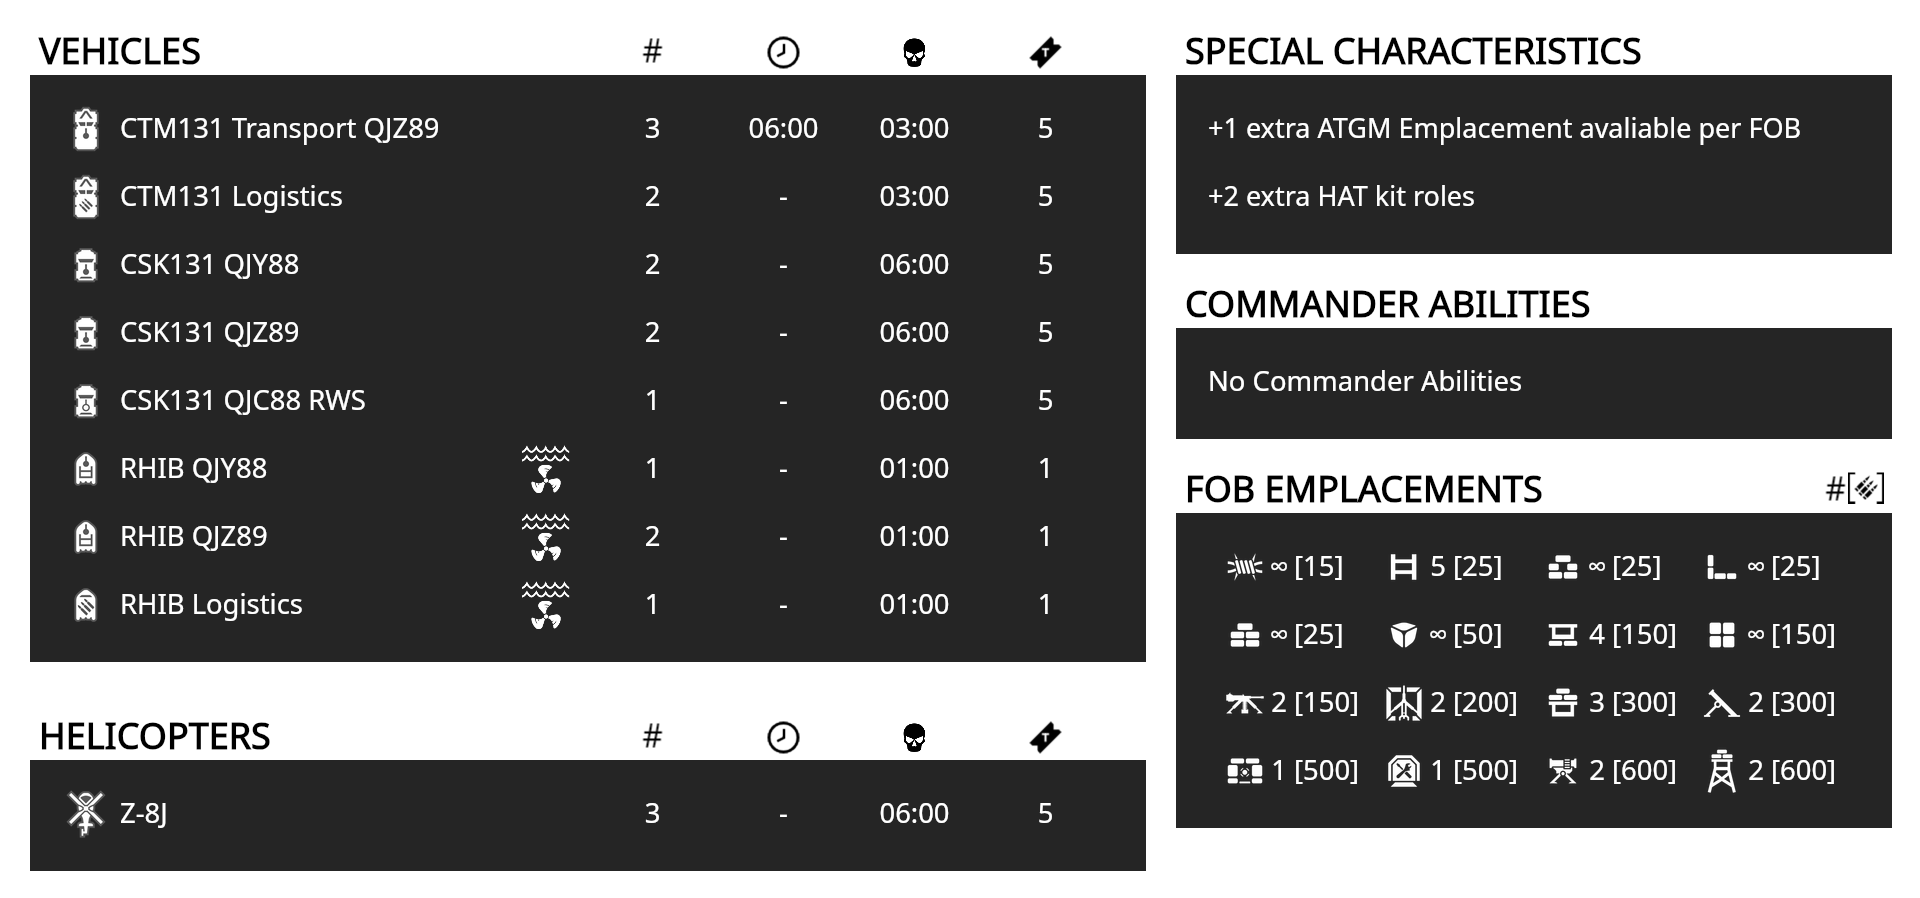 VEHICLES #
CTM131 Transport QJZ89 3 06:00 03:00 5
CTM131 Logistics 2 - 03:00 5
CSK131 QJY88 2 - 06:00 5
CSK131 QJZ89 2 - 06:00 5
CSK131 QJC88 RWS 1 - 06:00 5
RHIB QJY88 1 - 01:00 1
RHIB QJZ89 2 - 01:00 1
RHIB Logistics 1 - 01:00 1
HELICOPTERS #
Z-8J 3 - 06:00 5
SPECIAL CHARACTERISTICS
+1 extra ATGM Emplacement avaliable per FOB
+2 extra HAT kit roles
COMMANDER ABILITIES
No Commander Abilities
FOB EMPLACEMENTS #[]
∞ [15] 5 [25] ∞ [25] ∞ [25]
∞ [25] ∞ [50] 4 [150] ∞ [150]
2 [150] 2 [200] 3 [300] 2 [300]
1 [500] 1 [500] 2 [600] 2 [600]